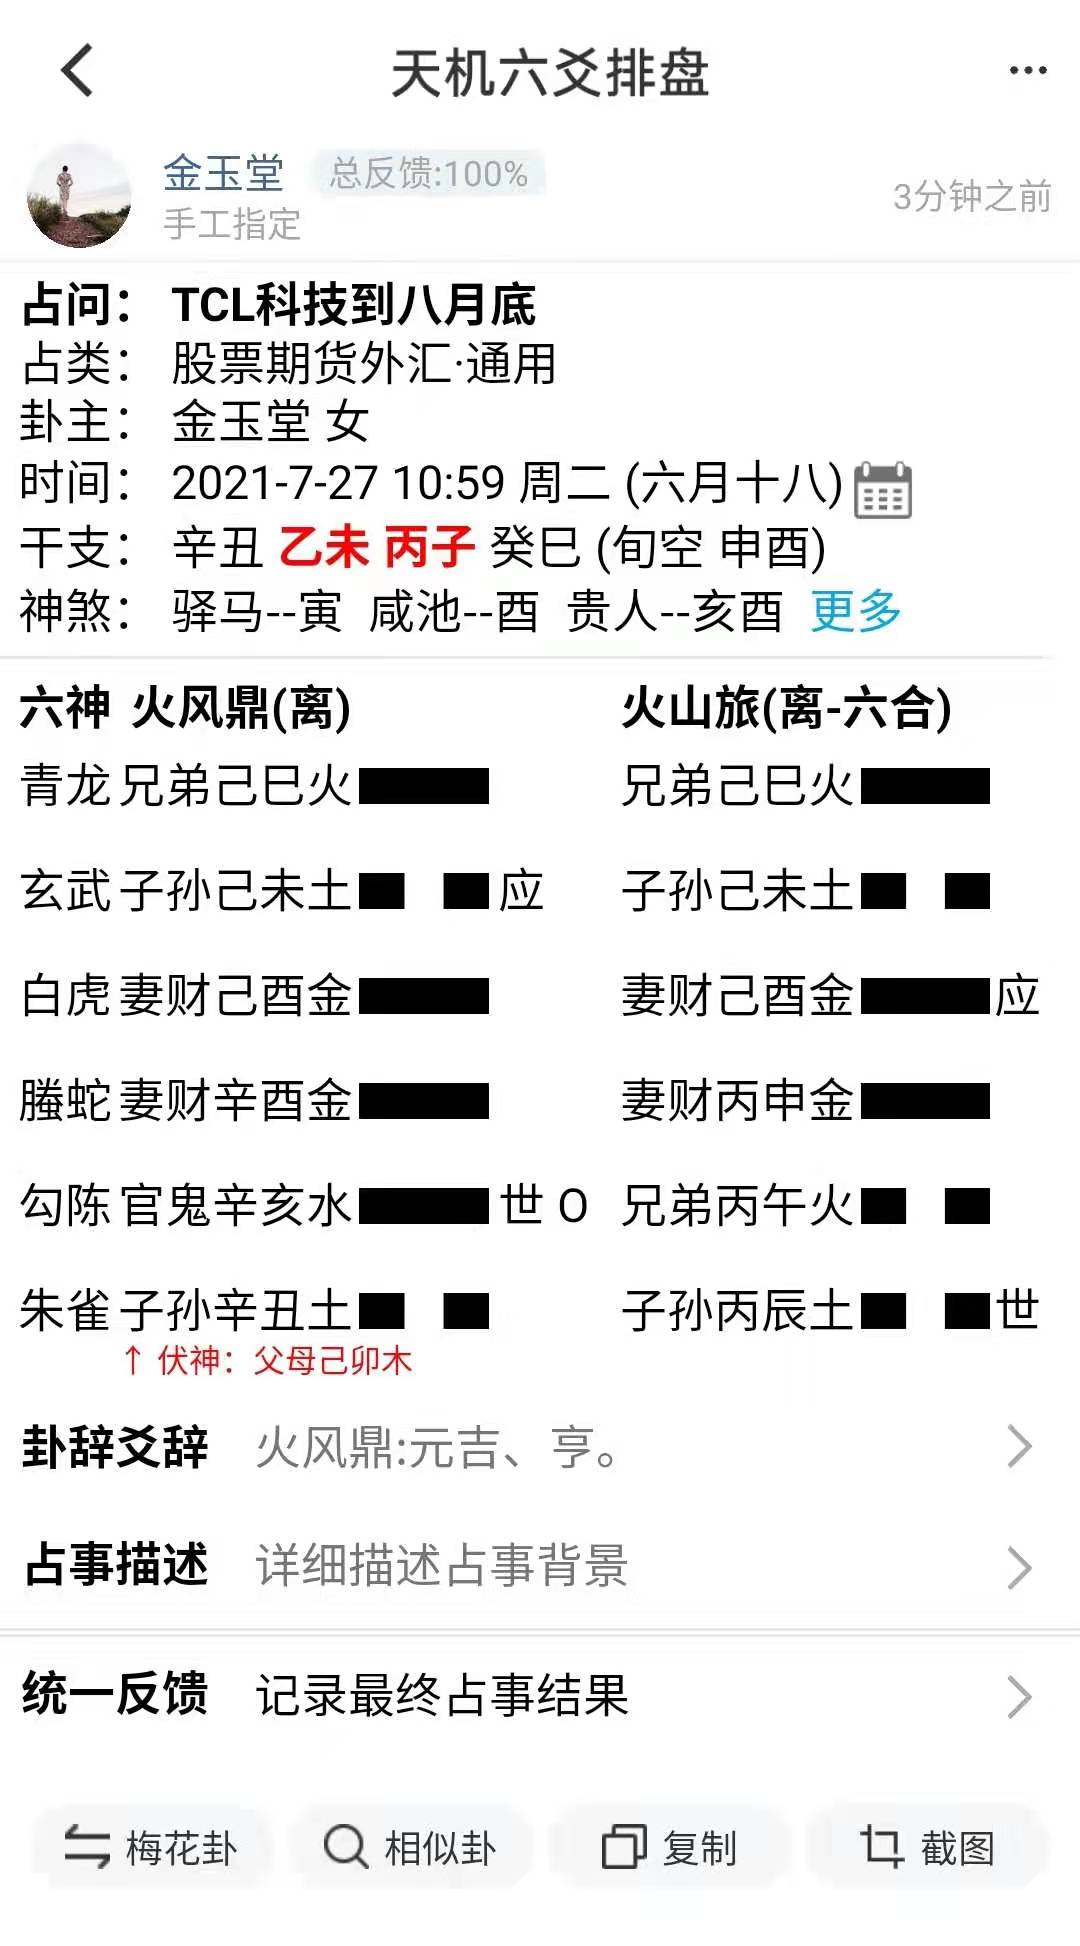 天机六爻排盘
金玉堂 总反馈:100%
手工指定
3分钟之前
占问： TCL科技到八月底
占类： 股票期货外汇·通用
卦主： 金玉堂 女
时间： 2021-7-27 10:59 周二 (六月十八)
干支： 辛丑 乙未 丙子 癸巳 (旬空 申酉)
神煞： 驿马--寅 咸池--酉 贵人--亥酉 更多
六神 火风鼎(离) 火山旅(离-六合)
青龙 兄弟己巳火 兄弟己巳火
玄武 子孙己未土 应 子孙己未土
白虎 妻财己酉金 妻财己酉金 应
螣蛇 妻财辛酉金 妻财丙申金
勾陈 官鬼辛亥水 世 O 兄弟丙午火
朱雀 子孙辛丑土 子孙丙辰土 世
↑ 伏神：父母己卯木
卦辞爻辞 火风鼎:元吉、亨。
占事描述 详细描述占事背景
统一反馈 记录最终占事结果
梅花卦 相似卦 复制 截图